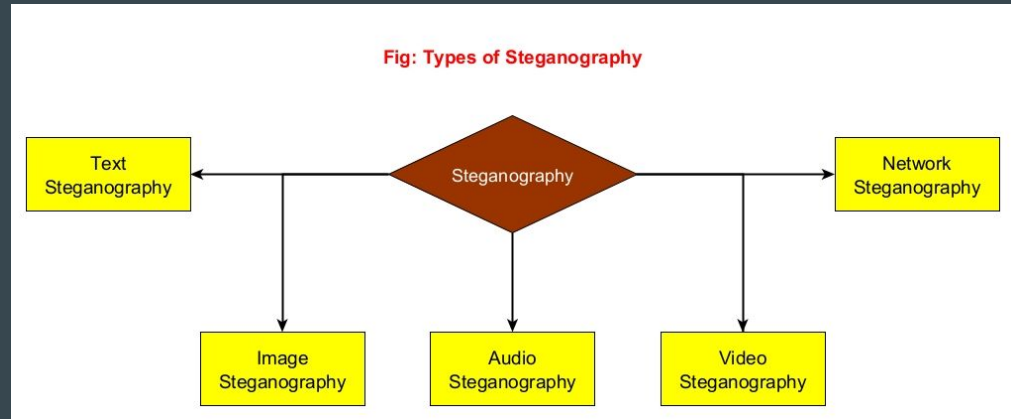 Fig: Types of Steganography
Text
Steganography
Steganography
Network
Steganography
Image
Steganography
Audio
Steganography
Video
Steganography